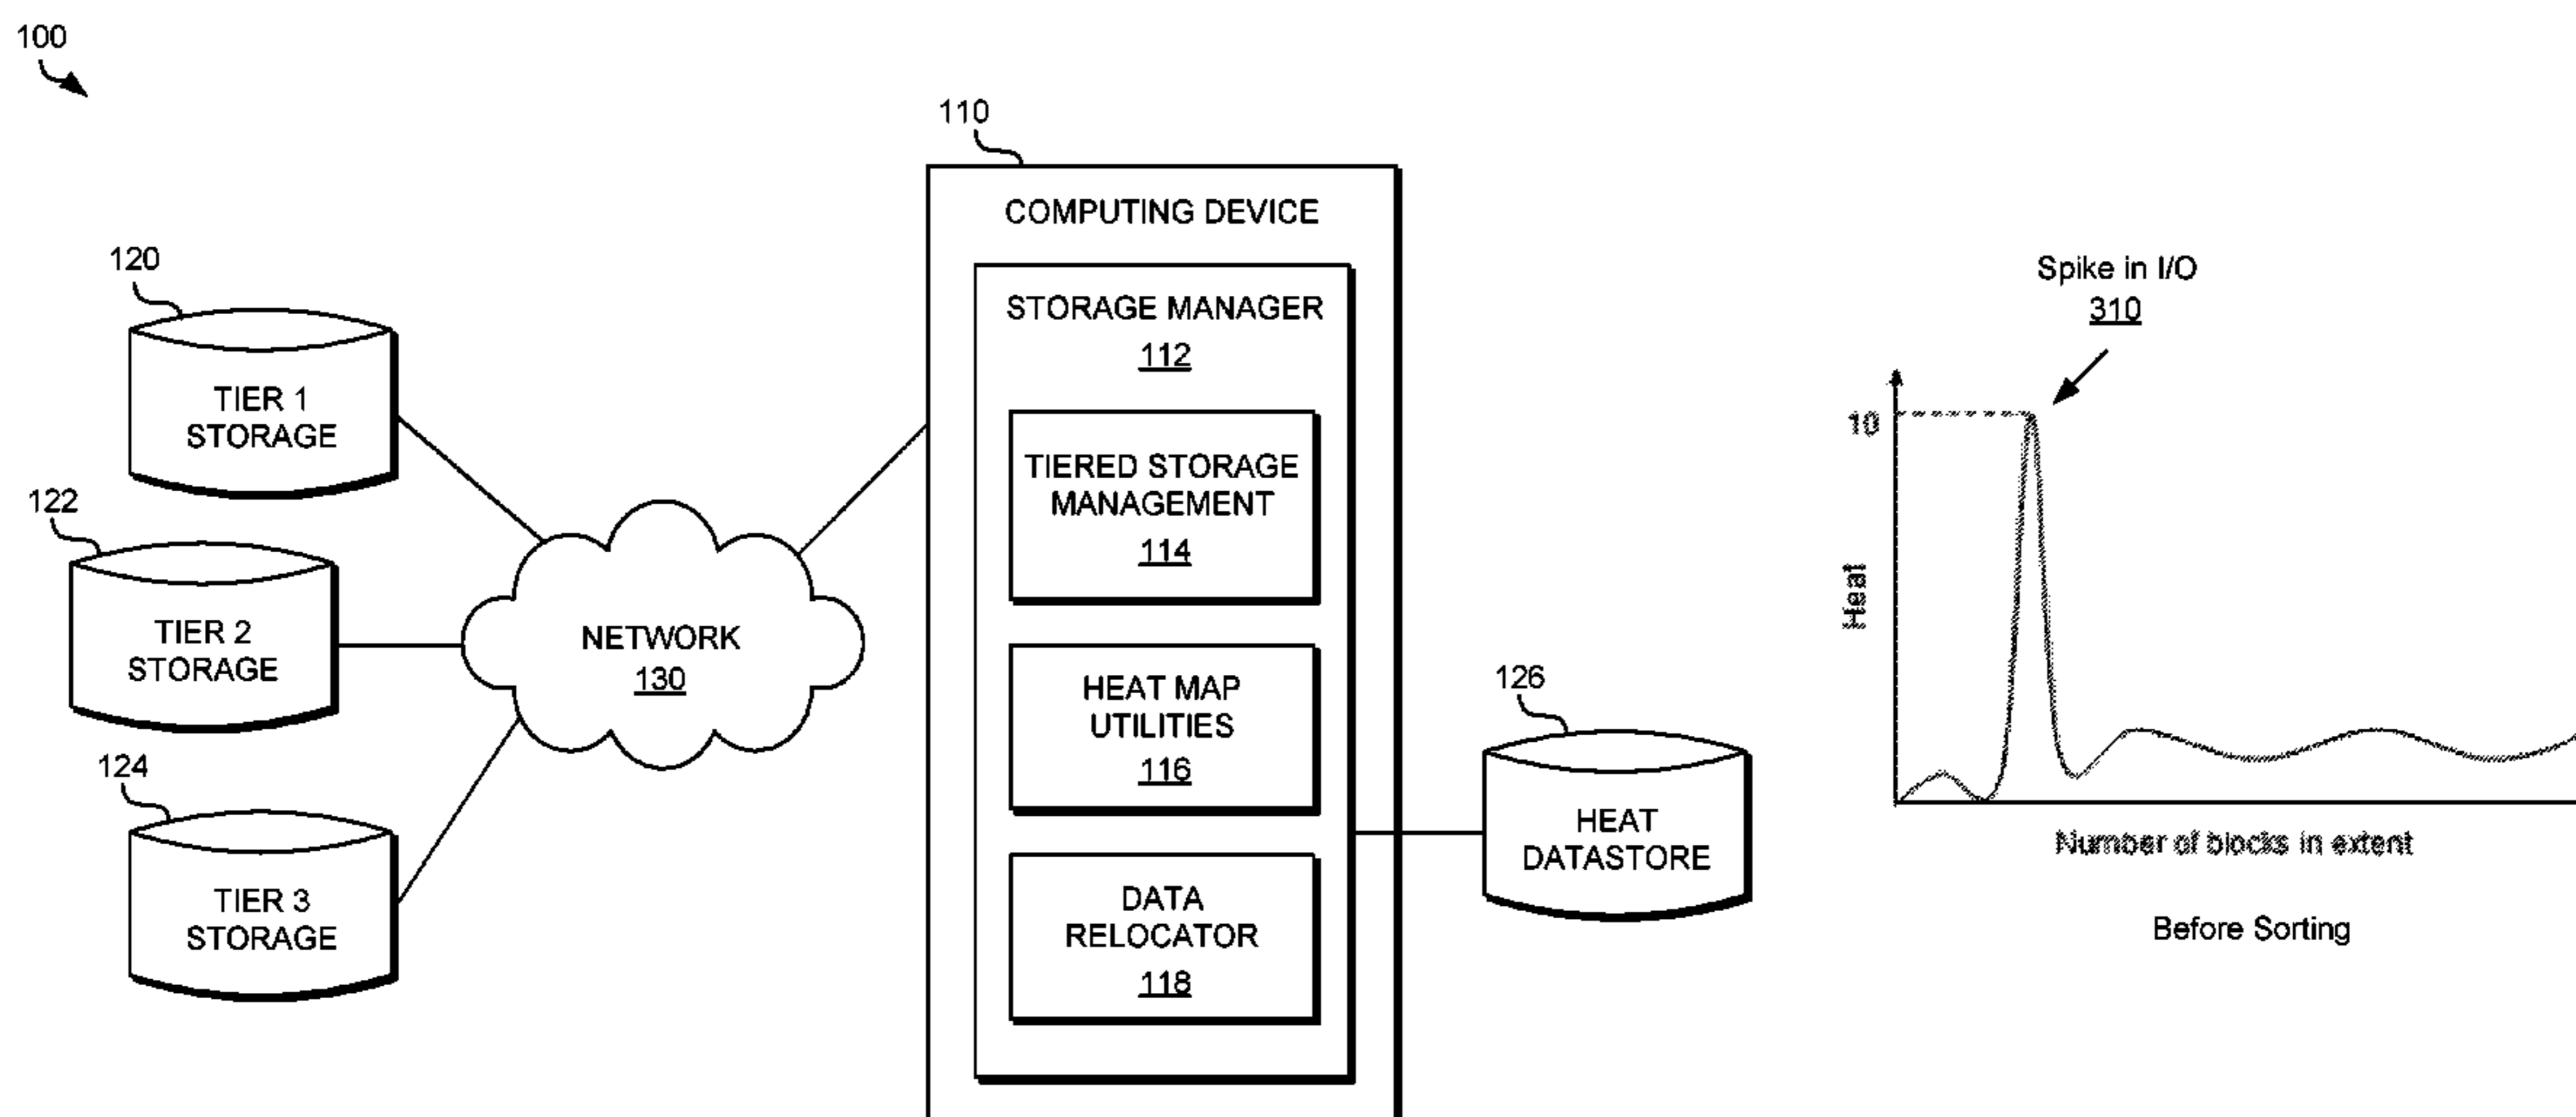 100
110
COMPUTING DEVICE
120
TIER 1
STORAGE
122
TIER 2
STORAGE
124
TIER 3
STORAGE
NETWORK
130
STORAGE MANAGER
112
TIERED STORAGE
MANAGEMENT
114
HEAT MAP
UTILITIES
116
DATA
RELOCATOR
118
126
HEAT
DATASTORE
Spike in I/O
310
10
Heat
Number of blocks in extent
Before Sorting